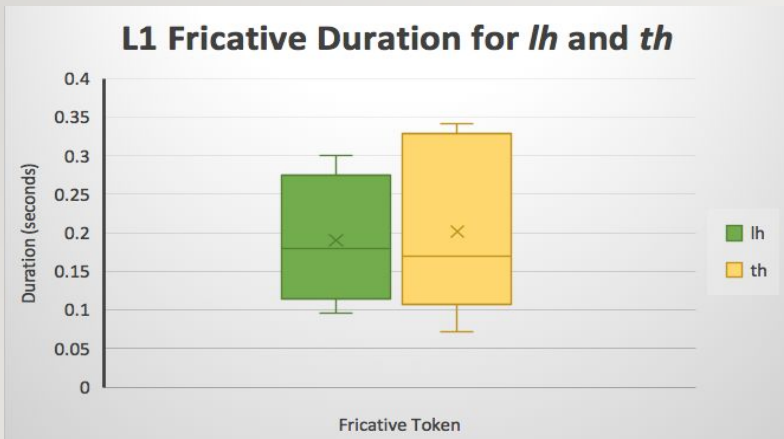 L1 Fricative Duration for lh and th
0.4
0.35
0.3
0.25
0.2
0.15
0.1
0.05
0
Duration (seconds)
Fricative Token
lh
th